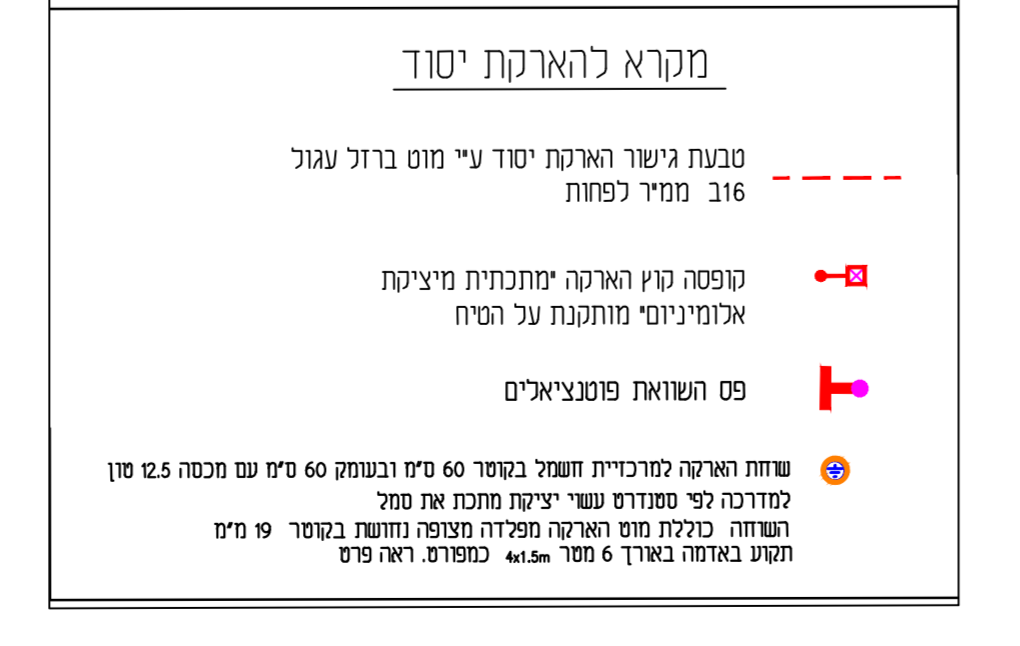 מקרא להארקת יסוד
טבעת גישור הארקת יסוד ע"י מוט ברזל עגול
16ב ממ"ר לפחות
קופסה קוץ הארקה "מתכתית מיציקת
אלומיניום" מותקנת על הטיח
פס השוואת פוטנציאלים
שוחת הארקה למרכזיית חשמל בקוטר 60 ס"מ ובעומק 60 ס"מ עם מכסה 12.5 טון
למדרכה לפי סטנדרט עשוי יציקת מתכת את סמל
השוחה כוללת מוט הארקה מפלדה מצופה נחושת בקוטר 19 מ"מ
תקוע באדמה באורך 6 מטר 4x1.5m כמפורט. ראה פרט